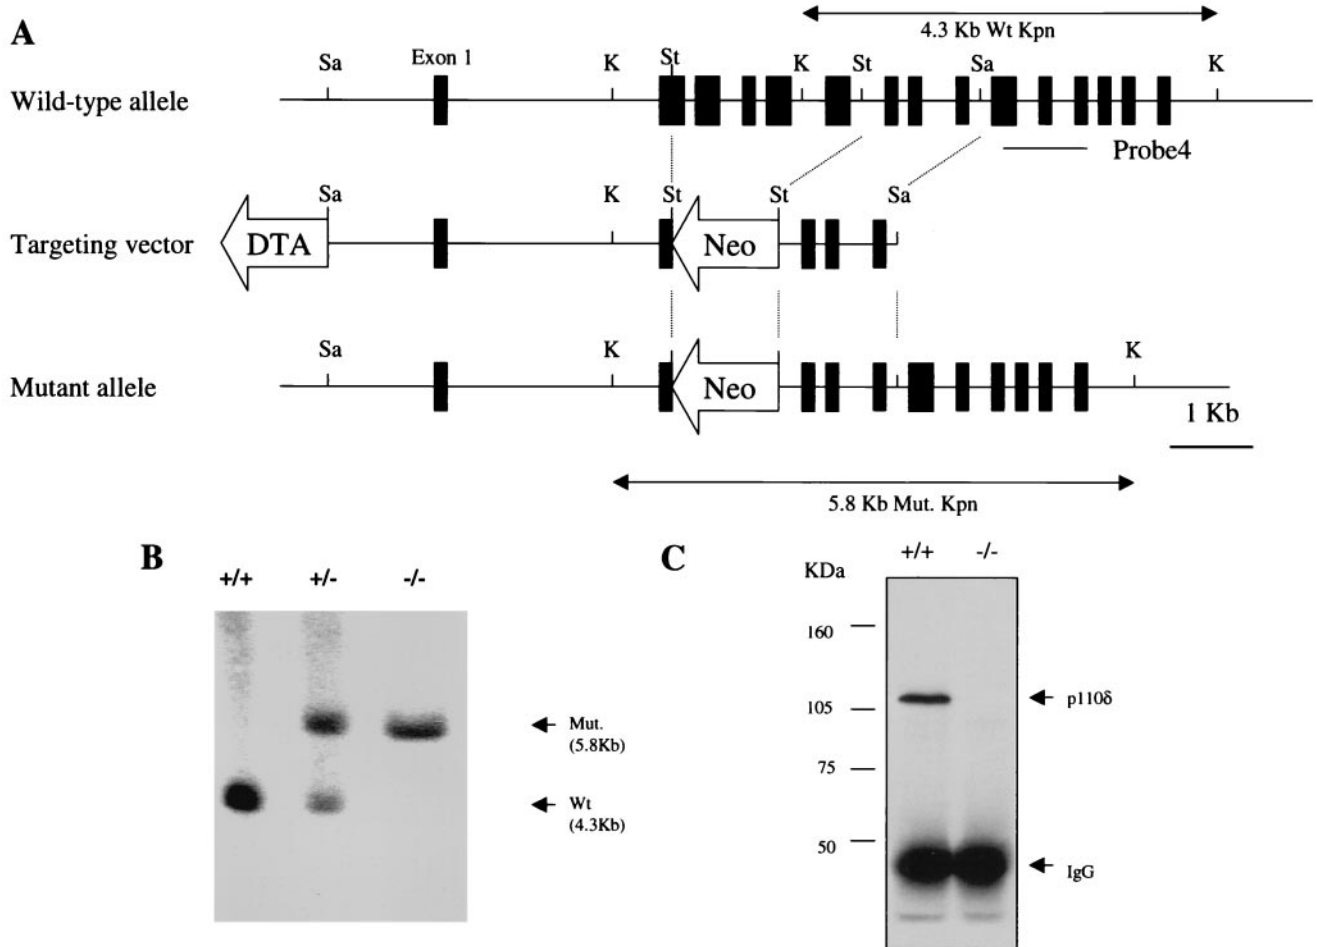 A
4.3 Kb Wt Kpn
Sa Exon 1 K St K St Sa K
Wild-type allele
Probe4
Sa K St St Sa
Targeting vector DTA Neo
Sa K K
Mutant allele Neo
1 Kb
5.8 Kb Mut. Kpn
B
+/+ +/- -/-
Mut.
(5.8Kb)
Wt
(4.3Kb)
C
+/+ -/-
KDa
160
105
75
50
p110δ
IgG